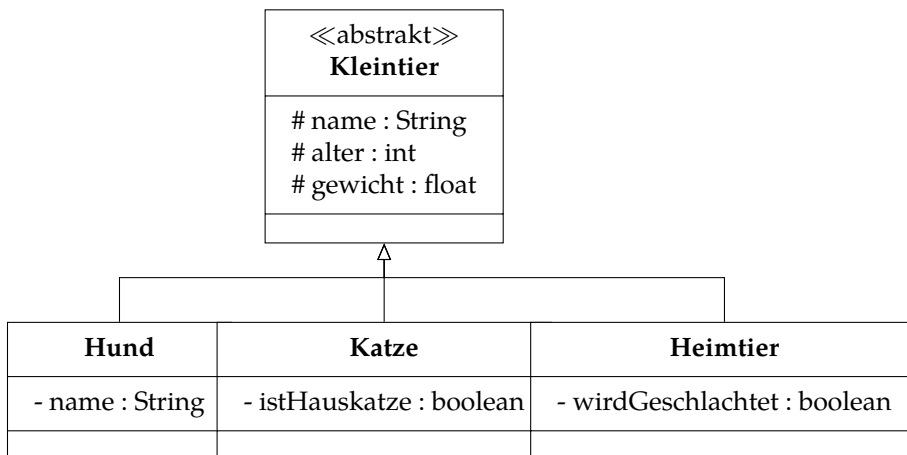 ≪abstrakt≫
Kleintier
# name : String
# alter : int
# gewicht : float
Hund
- name : String
Katze
- istHauskatze : boolean
Heimtier
- wirdGeschlachtet : boolean